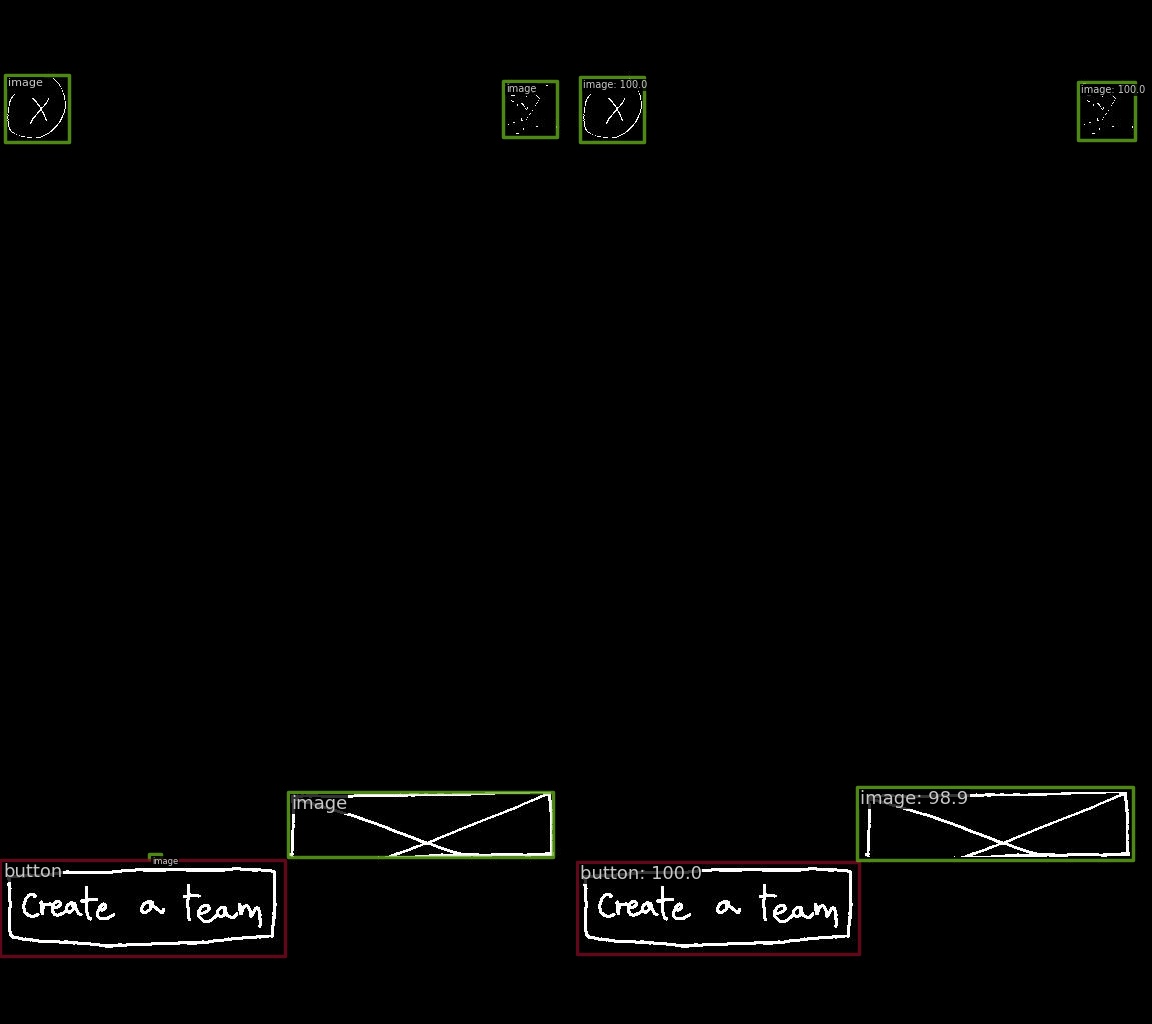 image
image
image: 100.0
image: 100.0
X
X
image
image: 98.9
image
button
button: 100.0
Create a team
Create a team